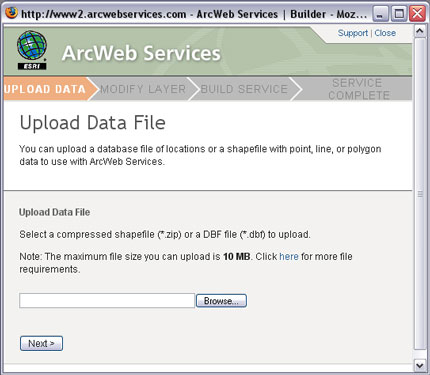 http://www2.arcwebservices.com - ArcWeb Services | Builder - Moz...
Support | Close
ESRI
ArcWeb Services
UPLOAD DATA
MODIFY LAYER
BUILD SERVICE
SERVICE
COMPLETE
Upload Data File
You can upload a database file of locations or a shapefile with point, line, or polygon
data to use with ArcWeb Services.
Upload Data File
Select a compressed shapefile (*.zip) or a DBF file (*.dbf) to upload.
Note: The maximum file size you can upload is 10 MB. Click here for more file
requirements.
Browse...
Next >